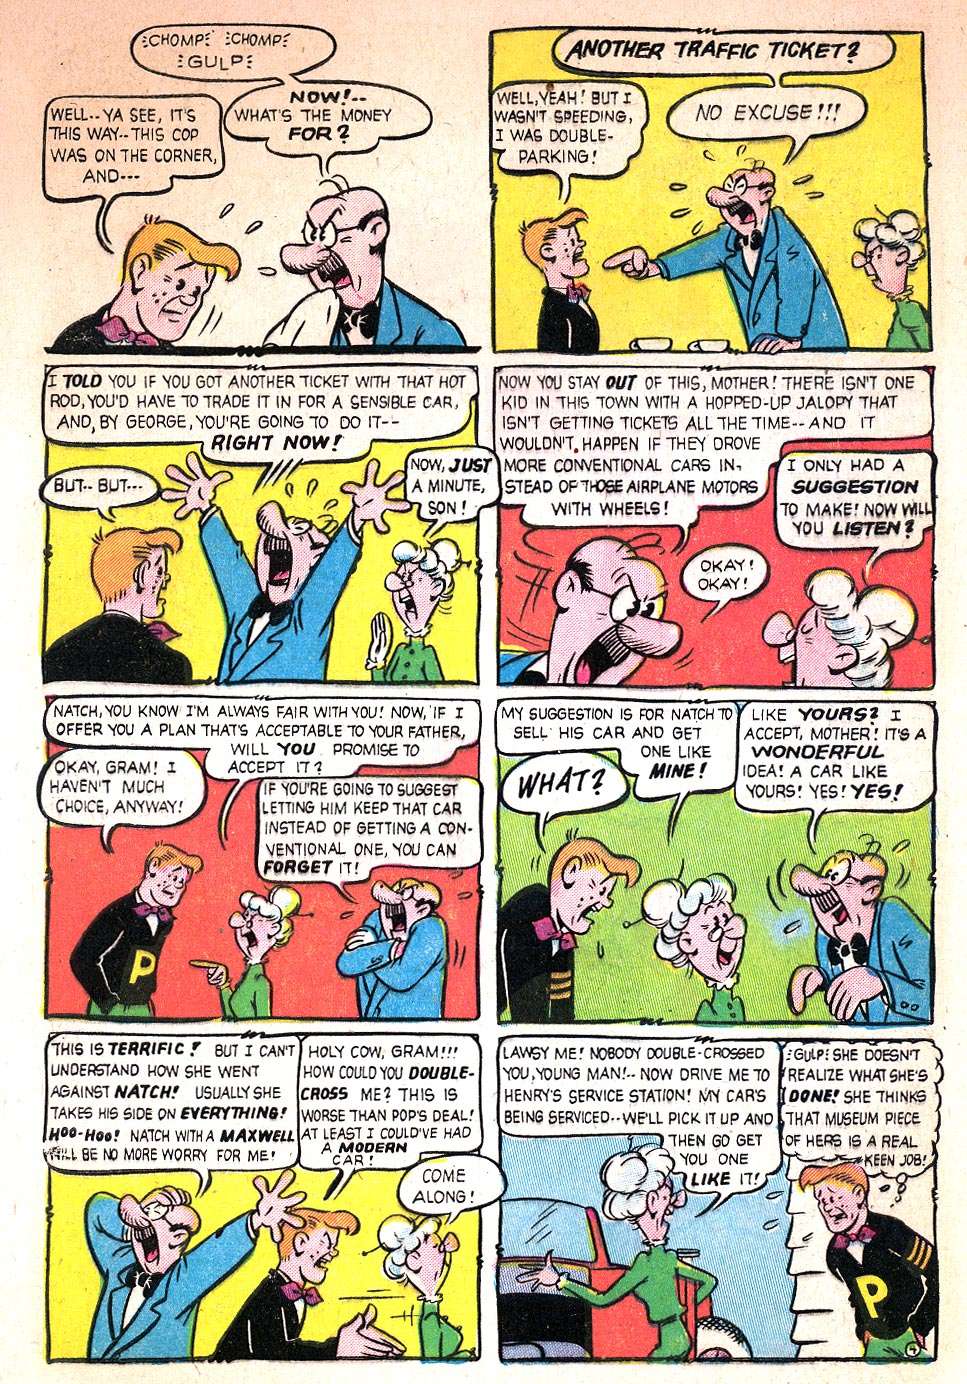 CHOMP! CHOMP!
GULP!
WELL-- YA SEE, IT'S
THIS WAY-- THIS COP
WAS ON THE CORNER,
AND---
NOW!--
WHAT'S THE MONEY
FOR?
ANOTHER TRAFFIC TICKET?
WELL, YEAH! BUT I
WASN'T SPEEDING,
I WAS DOUBLE-
PARKING!
NO EXCUSE!!!
I TOLD YOU IF YOU GOT ANOTHER TICKET WITH THAT HOT
ROD, YOU'D HAVE TO TRADE IT IN FOR A SENSIBLE CAR,
AND, BY GEORGE, YOU'RE GOING TO DO IT--
RIGHT NOW!
BUT-- BUT---
NOW, JUST
A MINUTE,
SON!
NOW YOU STAY OUT OF THIS, MOTHER! THERE ISN'T ONE
KID IN THIS TOWN WITH A HOPPED-UP JALOPY THAT
ISN'T GETTING TICKETS ALL THE TIME-- AND IT
WOULDN'T, HAPPEN IF THEY DROVE
MORE CONVENTIONAL CARS IN-
STEAD OF THOSE AIRPLANE MOTORS
WITH WHEELS!
OKAY!
OKAY!
I ONLY HAD A
SUGGESTION
TO MAKE! NOW WILL
YOU LISTEN?
NATCH, YOU KNOW I'M ALWAYS FAIR WITH YOU! NOW, IF I
OFFER YOU A PLAN THAT'S ACCEPTABLE TO YOUR FATHER,
WILL YOU PROMISE TO
ACCEPT IT?
OKAY, GRAM! I
HAVEN'T MUCH
CHOICE, ANYWAY!
IF YOU'RE GOING TO SUGGEST
LETTING HIM KEEP THAT CAR
INSTEAD OF GETTING A CON-
VENTIONAL ONE, YOU CAN
FORGET IT!
P
MY SUGGESTION IS FOR NATCH TO
SELL HIS CAR AND GET
ONE LIKE
MINE!
WHAT?
LIKE YOURS? I
ACCEPT, MOTHER! IT'S A
WONDERFUL
IDEA! A CAR LIKE
YOURS! YES! YES!
THIS IS TERRIFIC! BUT I CAN'T
UNDERSTAND HOW SHE WENT
AGAINST NATCH! USUALLY SHE
TAKES HIS SIDE ON EVERYTHING!
HOO-HOO! NATCH WITH A MAXWELL
WILL BE NO MORE WORRY FOR ME!
HOLY COW, GRAM!!!
HOW COULD YOU DOUBLE-
CROSS ME? THIS IS
WORSE THAN POP'S DEAL!
AT LEAST I COULD'VE HAD
A MODERN
CAR!
COME
ALONG!
LAWSY ME! NOBODY DOUBLE-CROSSED
YOU, YOUNG MAN!-- NOW DRIVE ME TO
HENRY'S SERVICE STATION! MY CAR'S
BEING SERVICED-- WE'LL PICK IT UP AND
THEN GO GET
YOU ONE
LIKE IT!
GULP! SHE DOESN'T
REALIZE WHAT SHE'S
DONE! SHE THINKS
THAT MUSEUM PIECE
OF HERS IS A REAL
KEEN JOB!
P
4